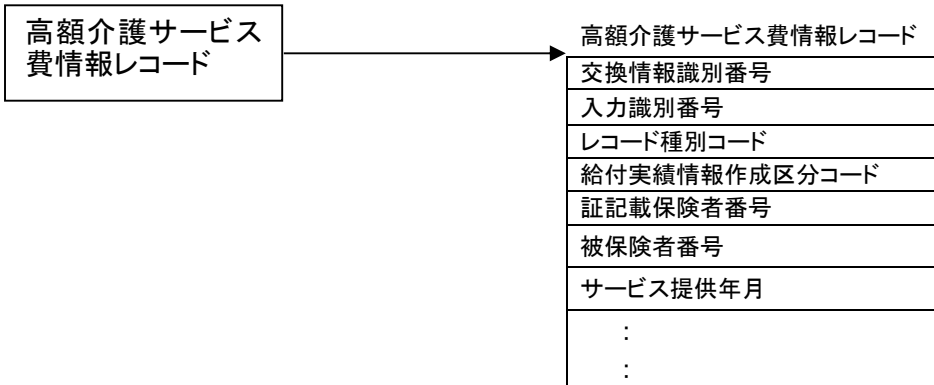 高額介護サービス
費情報レコード
高額介護サービス費情報レコード
交換情報識別番号
入力識別番号
レコード種別コード
給付実績情報作成区分コード
証記載保険者番号
被保険者番号
サービス提供年月
：
：